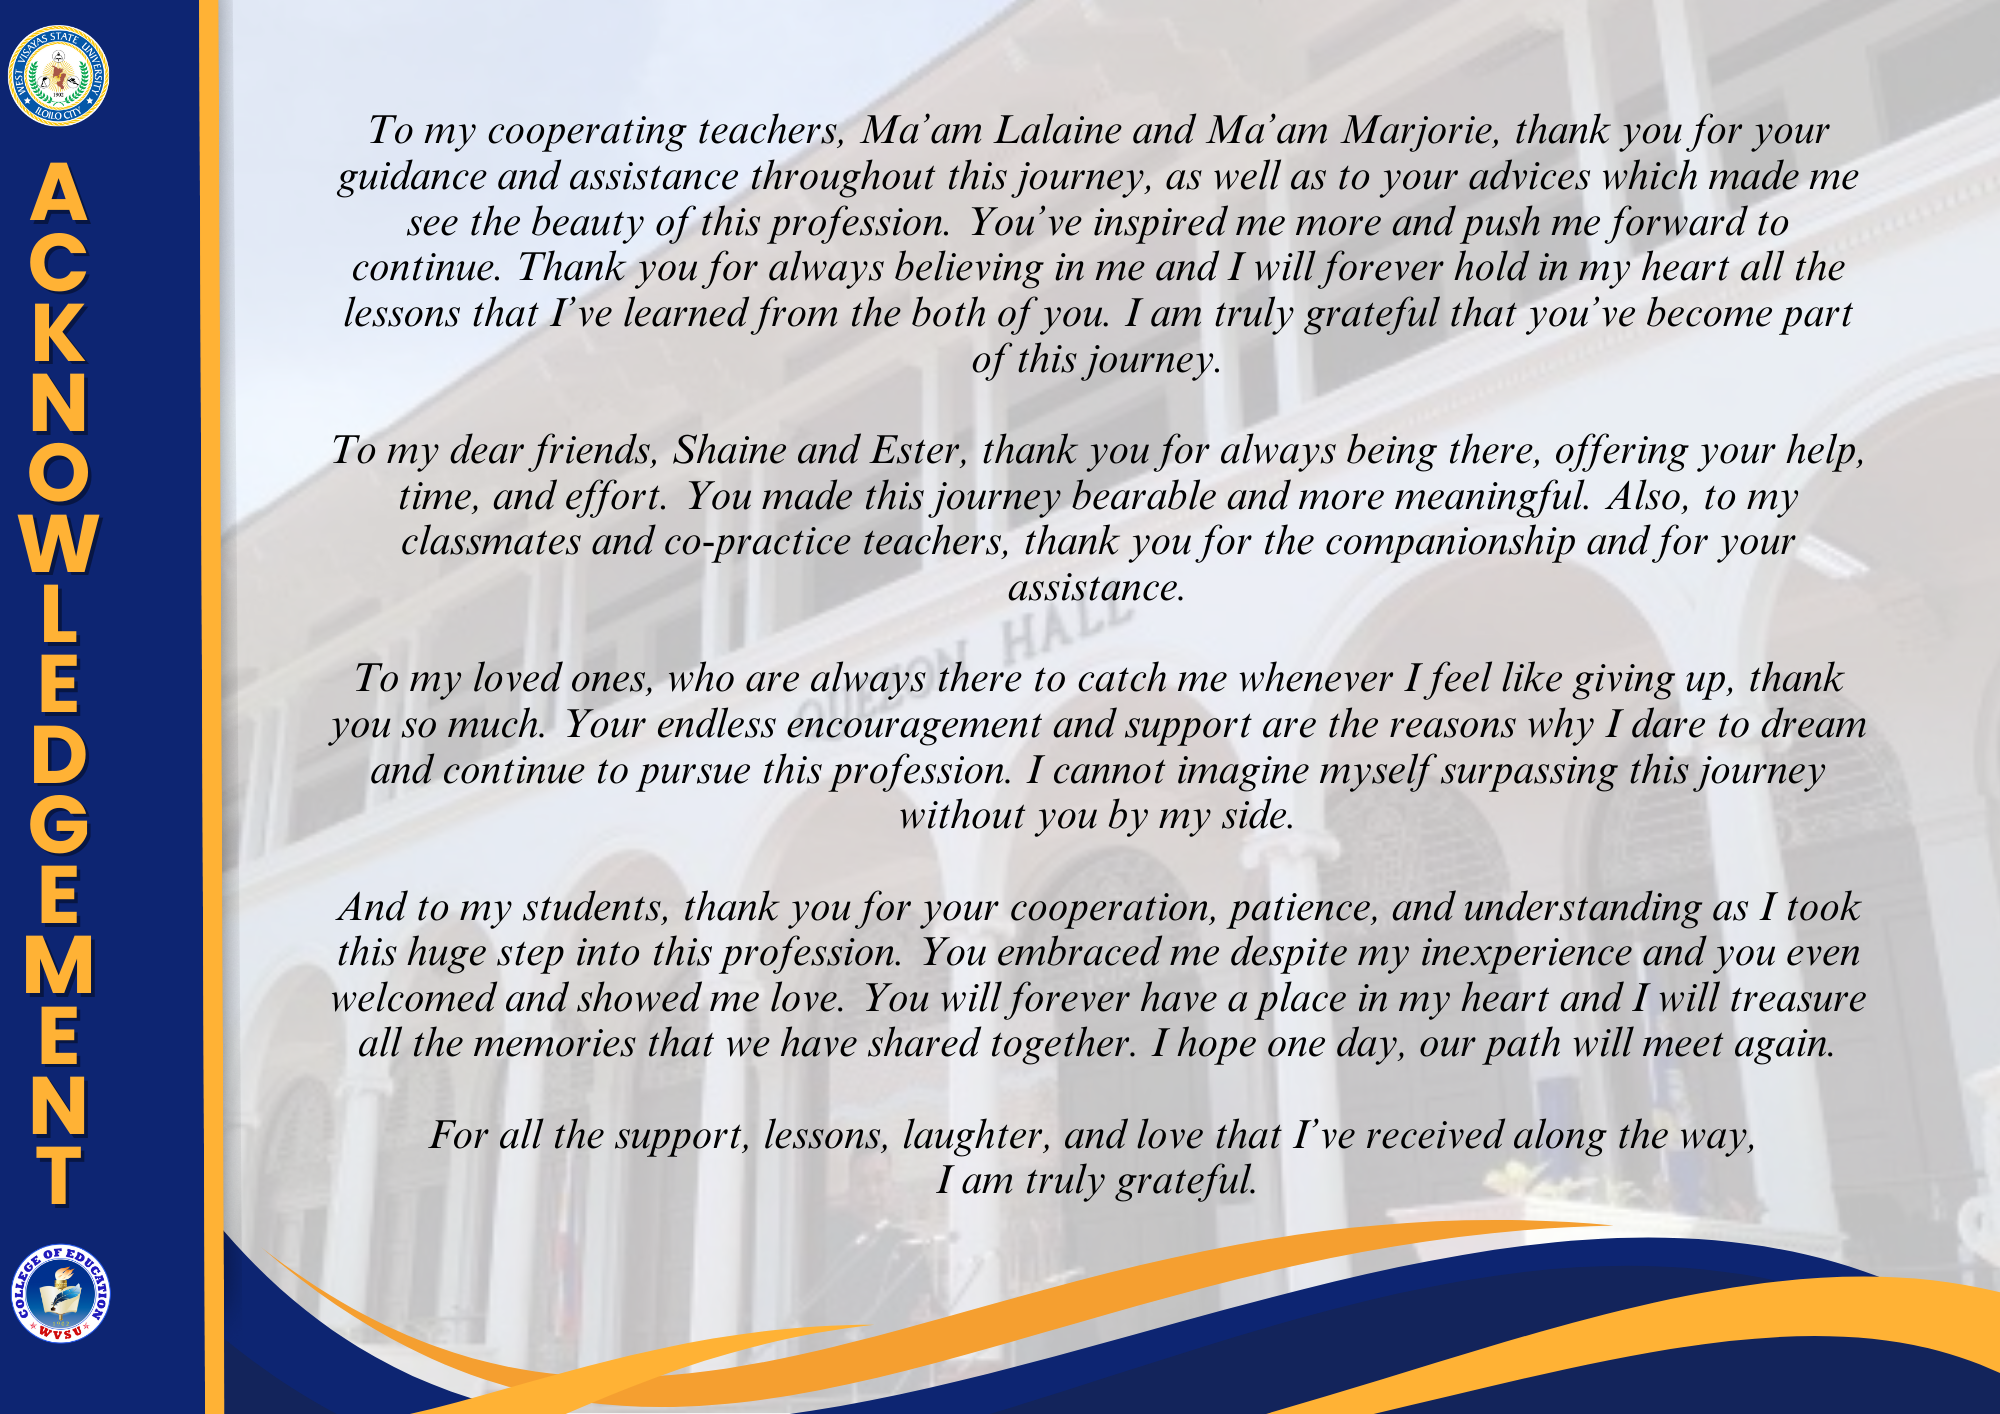 WEST VISAYAS STATE UNIVERSITY
1902
ILOILO CITY
ACKNOWLEDGEMENT
COLLEGE OF EDUCATION
1902
WVSU
To my cooperating teachers, Ma’am Lalaine and Ma’am Marjorie, thank you for your
guidance and assistance throughout this journey, as well as to your advices which made me
see the beauty of this profession. You’ve inspired me more and push me forward to
continue. Thank you for always believing in me and I will forever hold in my heart all the
lessons that I’ve learned from the both of you. I am truly grateful that you’ve become part
of this journey.
To my dear friends, Shaine and Ester, thank you for always being there, offering your help,
time, and effort. You made this journey bearable and more meaningful. Also, to my
classmates and co-practice teachers, thank you for the companionship and for your
assistance.
QUEZON HALL
To my loved ones, who are always there to catch me whenever I feel like giving up, thank
you so much. Your endless encouragement and support are the reasons why I dare to dream
and continue to pursue this profession. I cannot imagine myself surpassing this journey
without you by my side.
And to my students, thank you for your cooperation, patience, and understanding as I took
this huge step into this profession. You embraced me despite my inexperience and you even
welcomed and showed me love. You will forever have a place in my heart and I will treasure
all the memories that we have shared together. I hope one day, our path will meet again.
For all the support, lessons, laughter, and love that I’ve received along the way,
I am truly grateful.